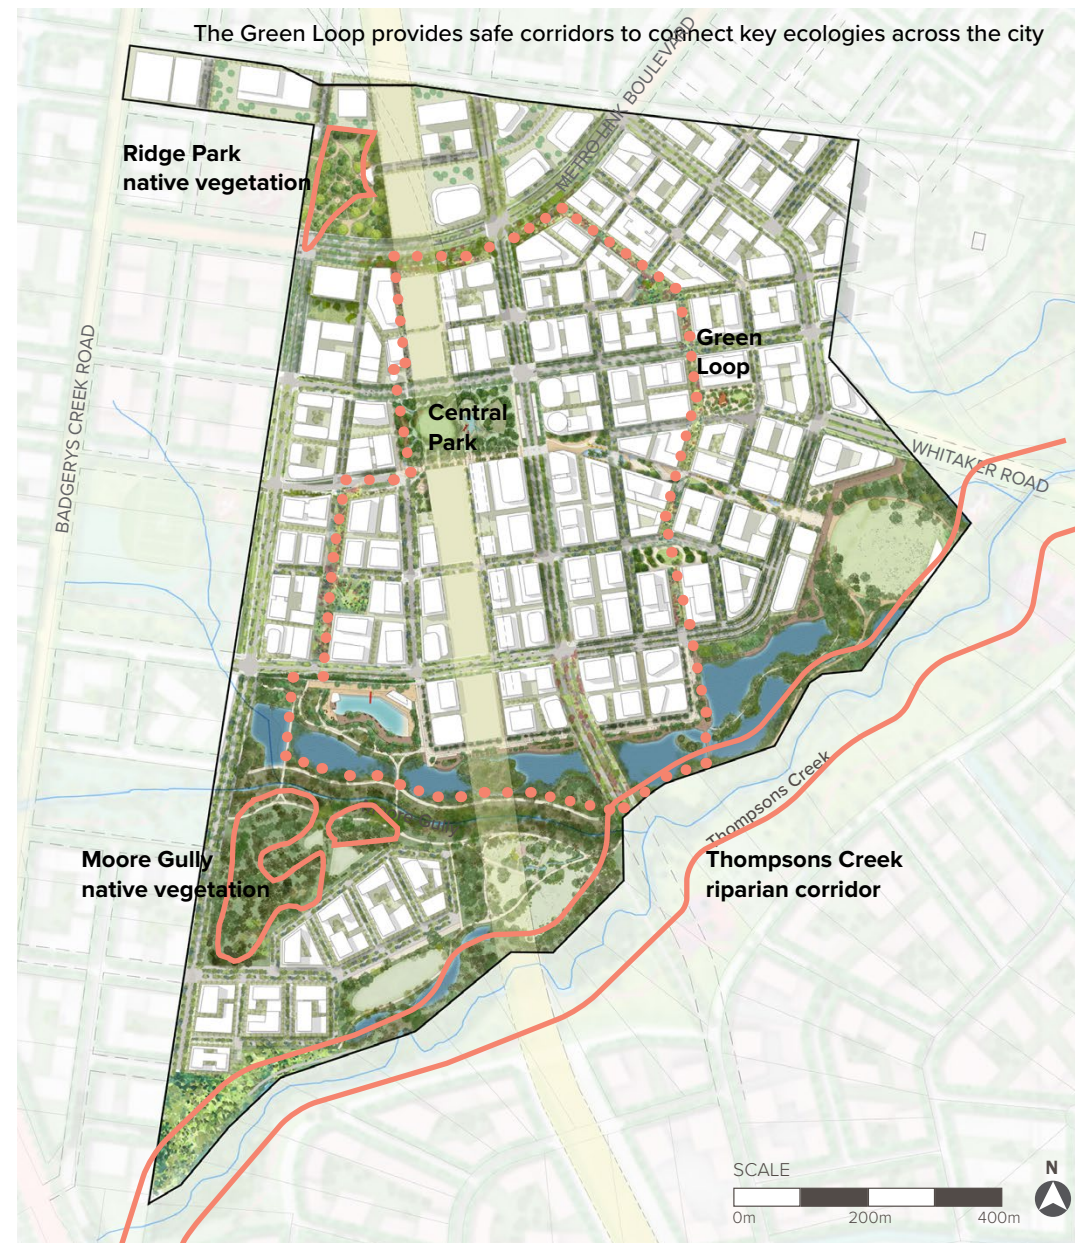 The Green Loop provides safe corridors to connect key ecologies across the city
METRO LINK BOULEVARD
Ridge Park
native vegetation
BADGERYS CREEK ROAD
Green
Loop
Central
Park
WHITAKER ROAD
Thompsons Creek
Moore Gully
native vegetation
Thompsons Creek
riparian corridor
SCALE
N
0m
200m
400m